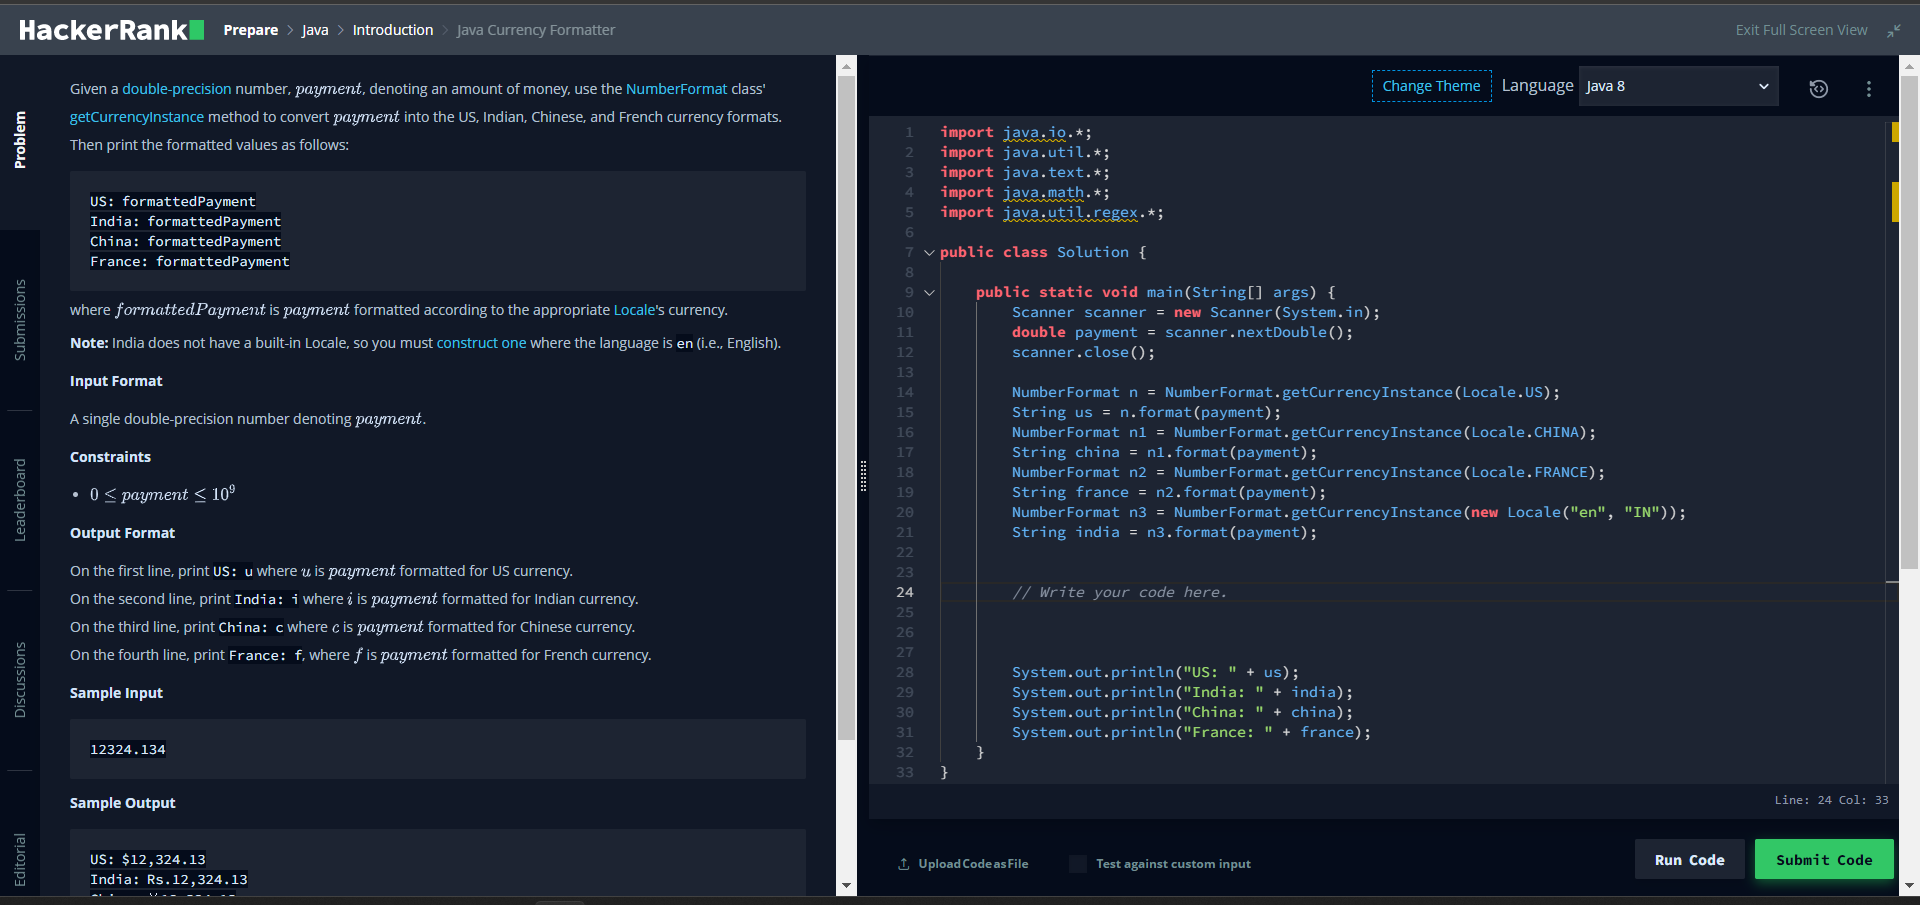 HackerRank Prepare > Java > Introduction > Java Currency Formatter
Exit Full Screen View
Problem
Submissions
Leaderboard
Discussions
Editorial
Given a double-precision number, payment, denoting an amount of money, use the NumberFormat class'
getCurrencyInstance method to convert payment into the US, Indian, Chinese, and French currency formats.
Then print the formatted values as follows:
US: formattedPayment
India: formattedPayment
China: formattedPayment
France: formattedPayment
where formattedPayment is payment formatted according to the appropriate Locale's currency.
Note: India does not have a built-in Locale, so you must construct one where the language is en (i.e., English).
Input Format
A single double-precision number denoting payment.
Constraints
• 0 ≤ payment ≤ 10⁹
Output Format
On the first line, print US: u where u is payment formatted for US currency.
On the second line, print India: i where i is payment formatted for Indian currency.
On the third line, print China: c where c is payment formatted for Chinese currency.
On the fourth line, print France: f, where f is payment formatted for French currency.
Sample Input
12324.134
Sample Output
US: $12,324.13
India: Rs.12,324.13
Change Theme Language Java 8
1 import java.io.*;
2 import java.util.*;
3 import java.text.*;
4 import java.math.*;
5 import java.util.regex.*;
6
7 public class Solution {
8
9 public static void main(String[] args) {
10 Scanner scanner = new Scanner(System.in);
11 double payment = scanner.nextDouble();
12 scanner.close();
13
14 NumberFormat n = NumberFormat.getCurrencyInstance(Locale.US);
15 String us = n.format(payment);
16 NumberFormat n1 = NumberFormat.getCurrencyInstance(Locale.CHINA);
17 String china = n1.format(payment);
18 NumberFormat n2 = NumberFormat.getCurrencyInstance(Locale.FRANCE);
19 String france = n2.format(payment);
20 NumberFormat n3 = NumberFormat.getCurrencyInstance(new Locale("en", "IN"));
21 String india = n3.format(payment);
22
23
24 // Write your code here.
25
26
27
28 System.out.println("US: " + us);
29 System.out.println("India: " + india);
30 System.out.println("China: " + china);
31 System.out.println("France: " + france);
32 }
33 }
Line: 24 Col: 33
Upload Code as File
Test against custom input
Run Code
Submit Code